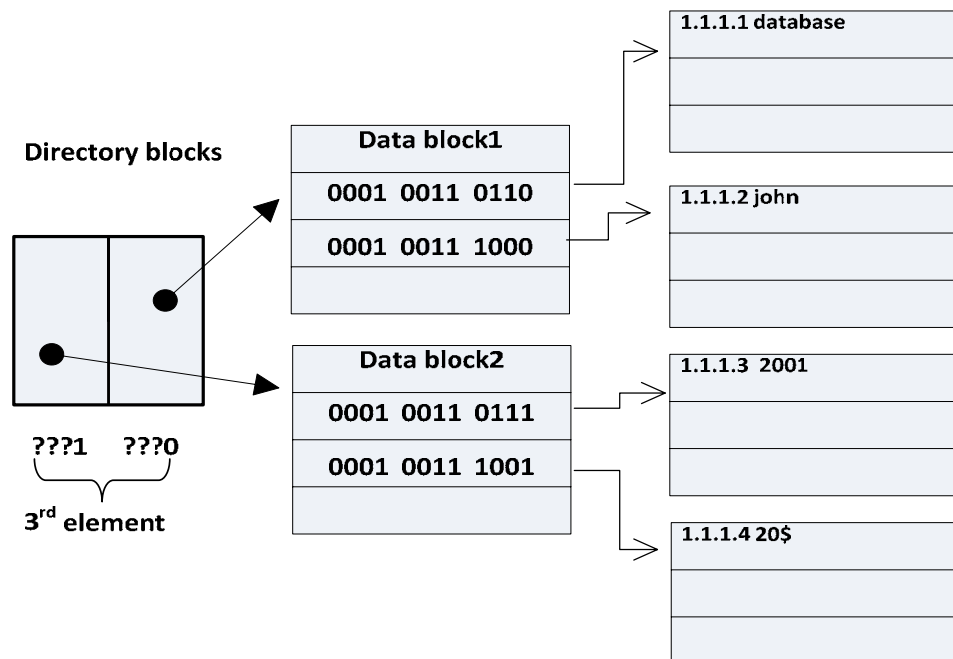 Directory blocks
???1 ???0
3rd element
Data block1
0001 0011 0110
0001 0011 1000
Data block2
0001 0011 0111
0001 0011 1001
1.1.1.1 database
1.1.1.2 john
1.1.1.3 2001
1.1.1.4 20$